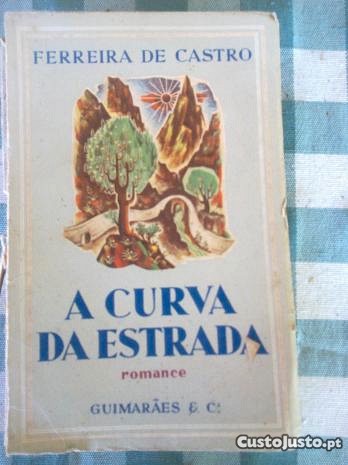 FERREIRA DE CASTRO
A CURVA
DA ESTRADA
romance
GUIMARÃES & C.ª
CustoJusto.pt